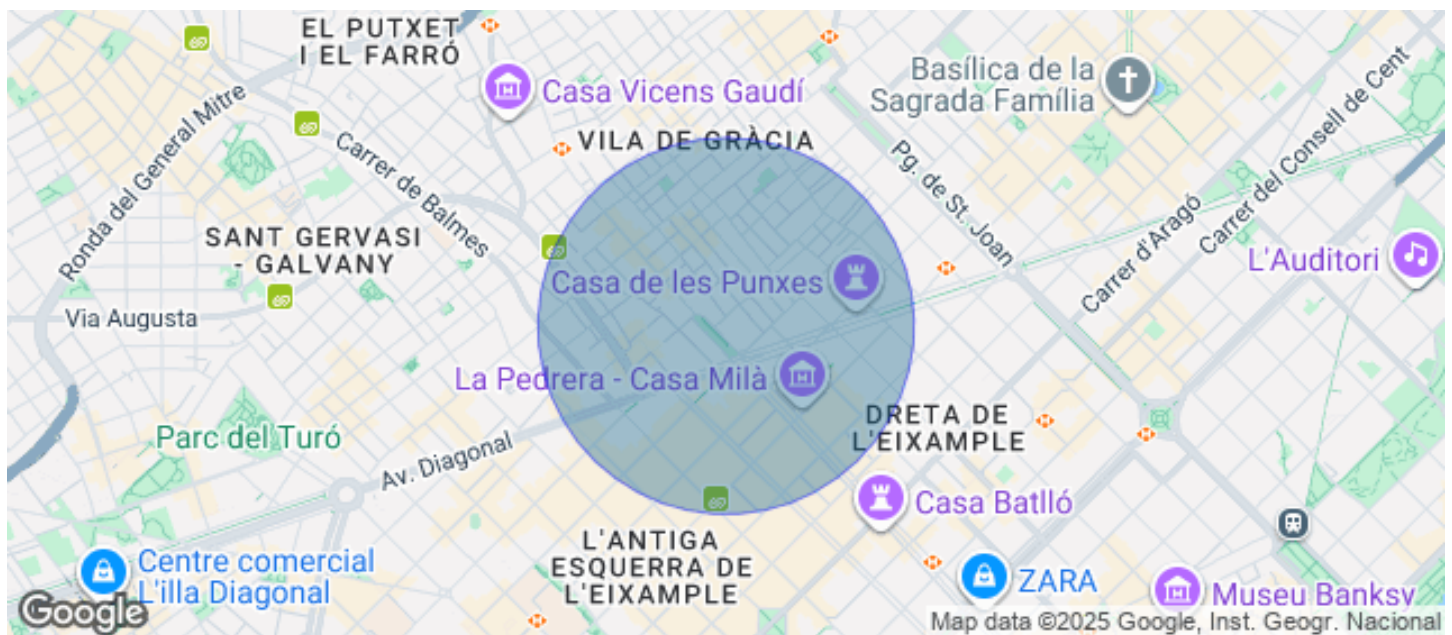 EL PUTXET
I EL FARRÓ
Casa Vicens Gaudí
Basílica de la
Sagrada Família
VILA DE GRÀCIA
Ronda del General Mitre
Carrer de Balmes
Pg. de St. Joan
Carrer d'Aragó
Carrer del Consell de Cent
SANT GERVASI
- GALVANY
Casa de les Punxes
L'Auditori
Via Augusta
La Pedrera - Casa Milà
DRETA DE
L'EIXAMPLE
Parc del Turó
Av. Diagonal
Casa Batlló
L'ANTIGA
ESQUERRA DE
L'EIXAMPLE
Centre comercial
L'illa Diagonal
ZARA
Museu Banksy
Google
Map data ©2025 Google, Inst. Geogr. Nacional